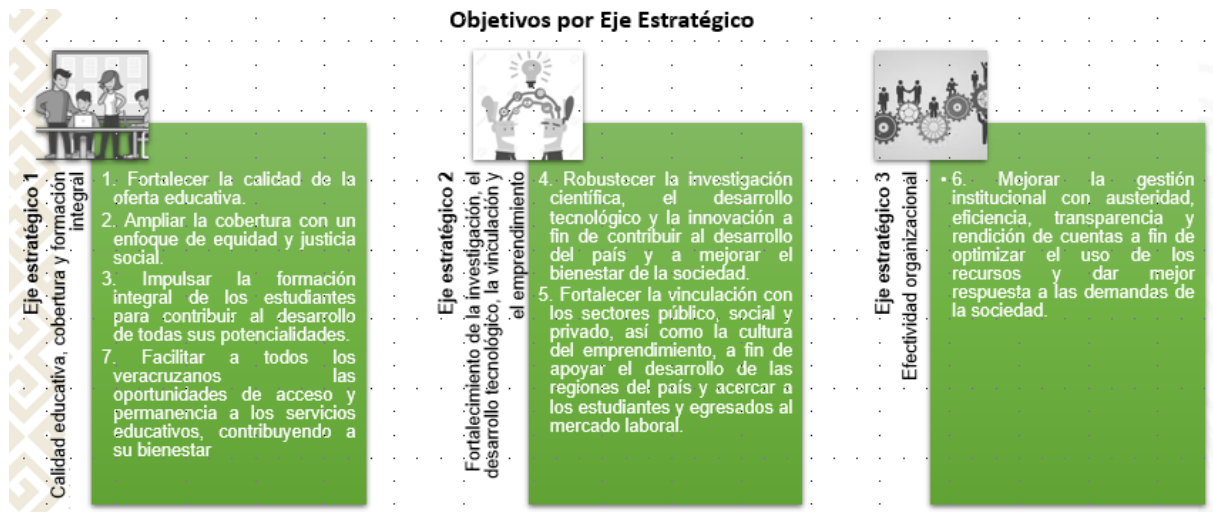 Objetivos por Eje Estratégico
Eje estratégico 1
Calidad educativa, cobertura y formación
integral
1. Fortalecer la calidad de la
oferta educativa.
2. Ampliar la cobertura con un
enfoque de equidad y justicia
social.
3. Impulsar la formación
integral de los estudiantes
para contribuir al desarrollo
de todas sus potencialidades.
7. Facilitar a todos los
veracruzanos las
oportunidades de acceso y
permanencia a los servicios
educativos, contribuyendo a
su bienestar
Eje estratégico 2
Fortalecimiento de la investigación, el
desarrollo tecnológico, la vinculación y
el emprendimiento
4. Robustecer la investigación
científica, el desarrollo
tecnológico y la innovación a
fin de contribuir al desarrollo
del país y a mejorar el
bienestar de la sociedad.
5. Fortalecer la vinculación con
los sectores público, social y
privado, así como la cultura
del emprendimiento, a fin de
apoyar el desarrollo de las
regiones del país y acercar a
los estudiantes y egresados al
mercado laboral.
Eje estratégico 3
Efectividad organizacional
• 6. Mejorar la gestión
institucional con austeridad,
eficiencia, transparencia y
rendición de cuentas a fin de
optimizar el uso de los
recursos y dar mejor
respuesta a las demandas de
la sociedad.